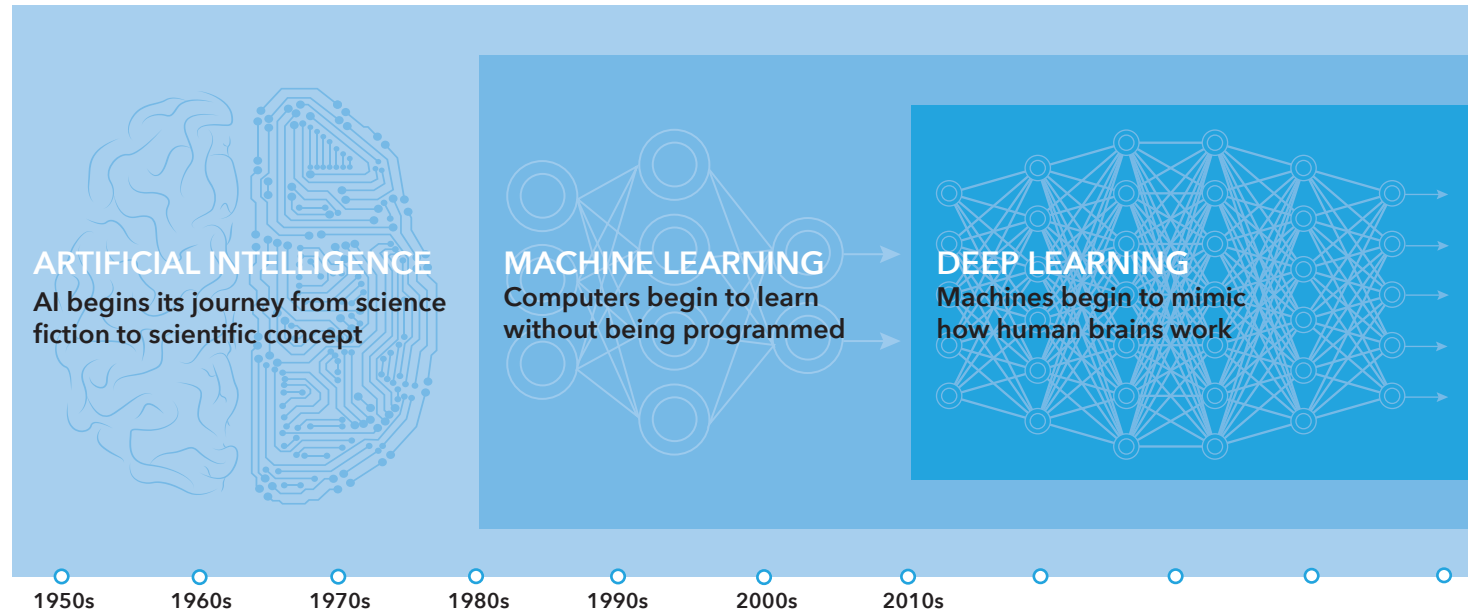 ARTIFICIAL INTELLIGENCE
AI begins its journey from science
fiction to scientific concept
MACHINE LEARNING
Computers begin to learn
without being programmed
DEEP LEARNING
Machines begin to mimic
how human brains work
1950s 1960s 1970s 1980s 1990s 2000s 2010s